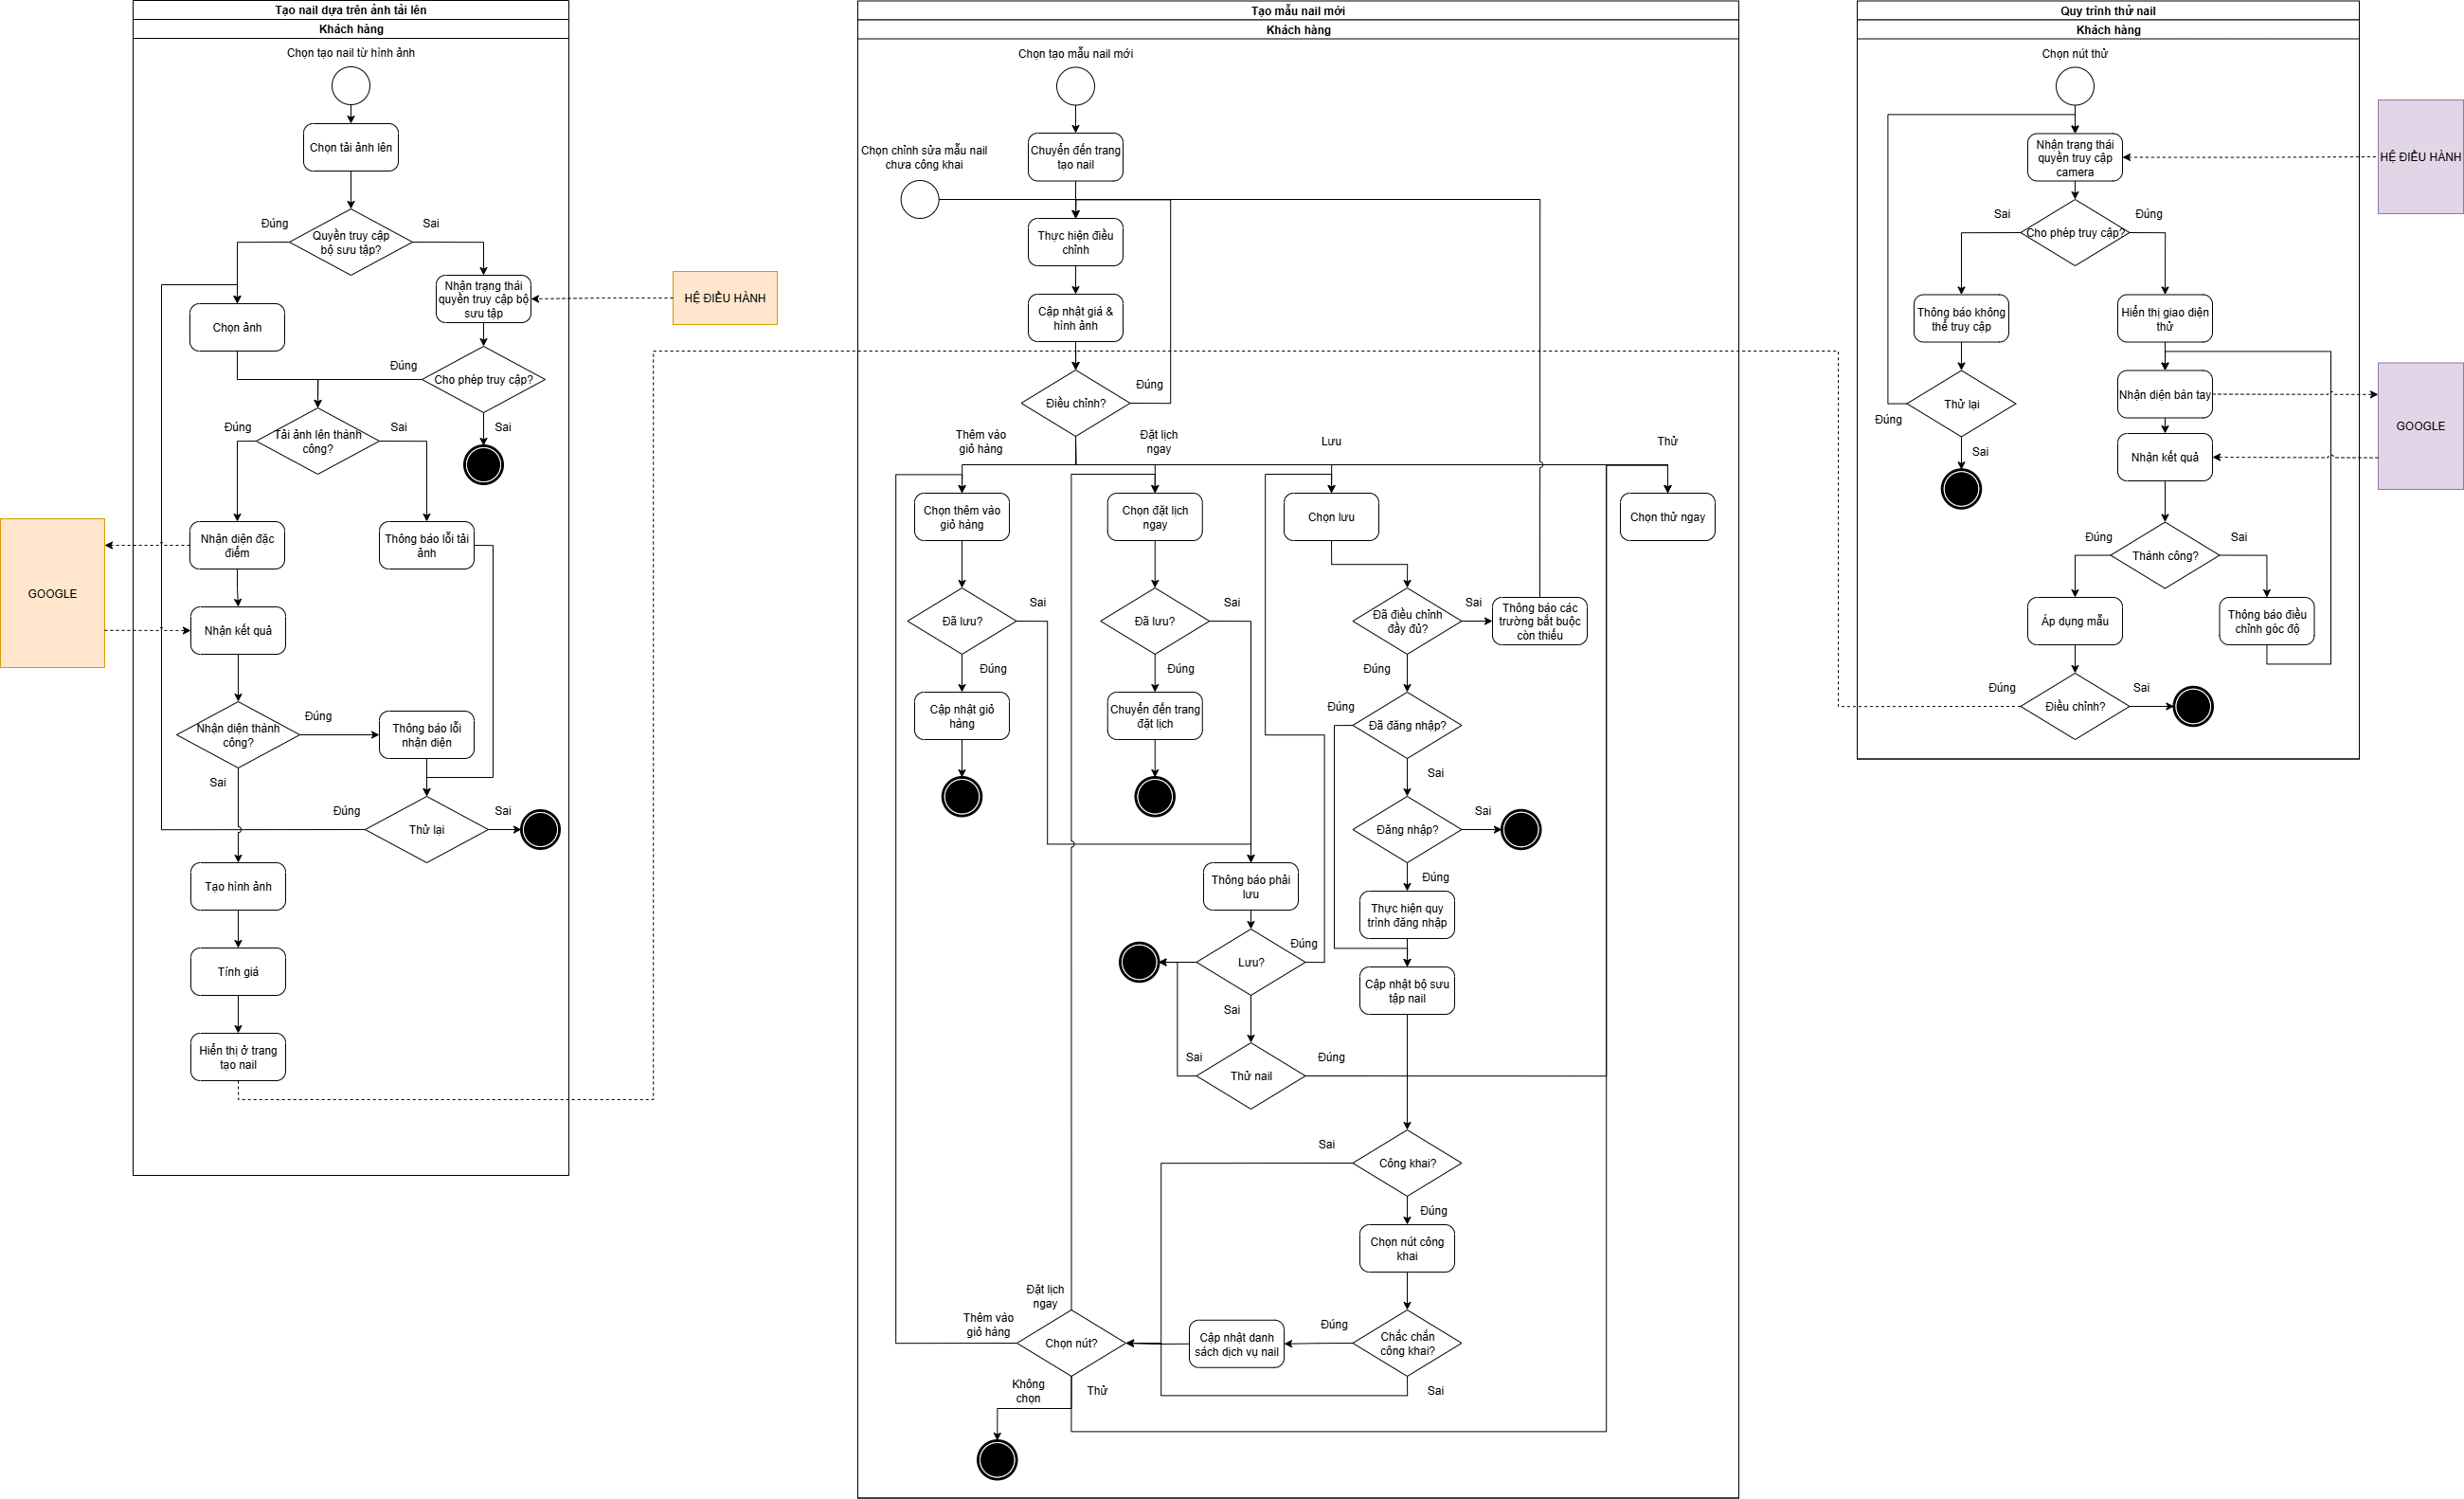 Tạo nail dựa trên ảnh tải lên
Khách hàng
Chọn tạo nail từ hình ảnh
Chọn tải ảnh lên
Đúng
Sai
Quyền truy cập
bộ sưu tập?
Nhận trạng thái
quyền truy cập bộ
sưu tập
HỆ ĐIỀU HÀNH
Chọn ảnh
Đúng
Cho phép truy cập?
Sai
Đúng
Sai
Tải ảnh lên thành
công?
Nhận diện đặc
điểm
Thông báo lỗi tải
ảnh
GOOGLE
Nhận kết quả
Đúng
Nhận diện thành
công?
Thông báo lỗi
nhận diện
Sai
Đúng
Sai
Thử lại
Tạo hình ảnh
Tính giá
Hiển thị ở trang
tạo nail
Tạo mẫu nail mới
Khách hàng
Chọn tạo mẫu nail mới
Chuyển đến trang
tạo nail
Chọn chỉnh sửa mẫu nail
chưa công khai
Thực hiện điều
chỉnh
Cập nhật giá &
hình ảnh
Đúng
Điều chỉnh?
Thêm vào
giỏ hàng
Đặt lịch
ngay
Lưu
Thử
Chọn thêm vào
giỏ hàng
Chọn đặt lịch
ngay
Chọn lưu
Chọn thử ngay
Sai
Sai
Sai
Đã lưu?
Đã lưu?
Đã điều chỉnh
đầy đủ?
Thông báo các
trường bắt buộc
còn thiếu
Đúng
Đúng
Đúng
Cập nhật giỏ
hàng
Chuyển đến trang
đặt lịch
Đúng
Đã đăng nhập?
Sai
Sai
Đăng nhập?
Đúng
Thông báo phải
lưu
Thực hiện quy
trình đăng nhập
Đúng
Lưu?
Cập nhật bộ sưu
tập nail
Sai
Sai
Đúng
Thử nail
Sai
Công khai?
Đúng
Chọn nút công
khai
Đặt lịch
ngay
Thêm vào
giỏ hàng
Chọn nút?
Cập nhật danh
sách dịch vụ nail
Đúng
Chắc chắn
công khai?
Không
chọn
Thử
Sai
Quy trình thử nail
Khách hàng
Chọn nút thử
Nhận trạng thái
quyền truy cập
camera
HỆ ĐIỀU HÀNH
Sai
Đúng
Cho phép truy cập?
Thông báo không
thể truy cập
Hiển thị giao diện
thử
Thử lại
Đúng
Sai
Nhận diện bàn tay
GOOGLE
Nhận kết quả
Đúng
Sai
Thành công?
Áp dụng mẫu
Thông báo điều
chỉnh góc độ
Đúng
Sai
Điều chỉnh?